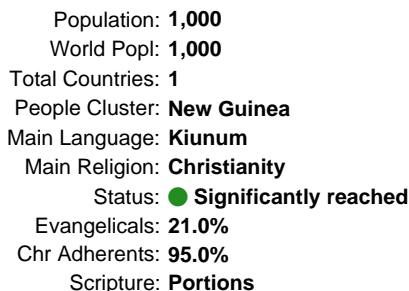 Population: 1,000
World Popl: 1,000
Total Countries: 1
People Cluster: New Guinea
Main Language: Kiunum
Main Religion: Christianity
Status: Significantly reached
Evangelicals: 21.0%
Chr Adherents: 95.0%
Scripture: Portions